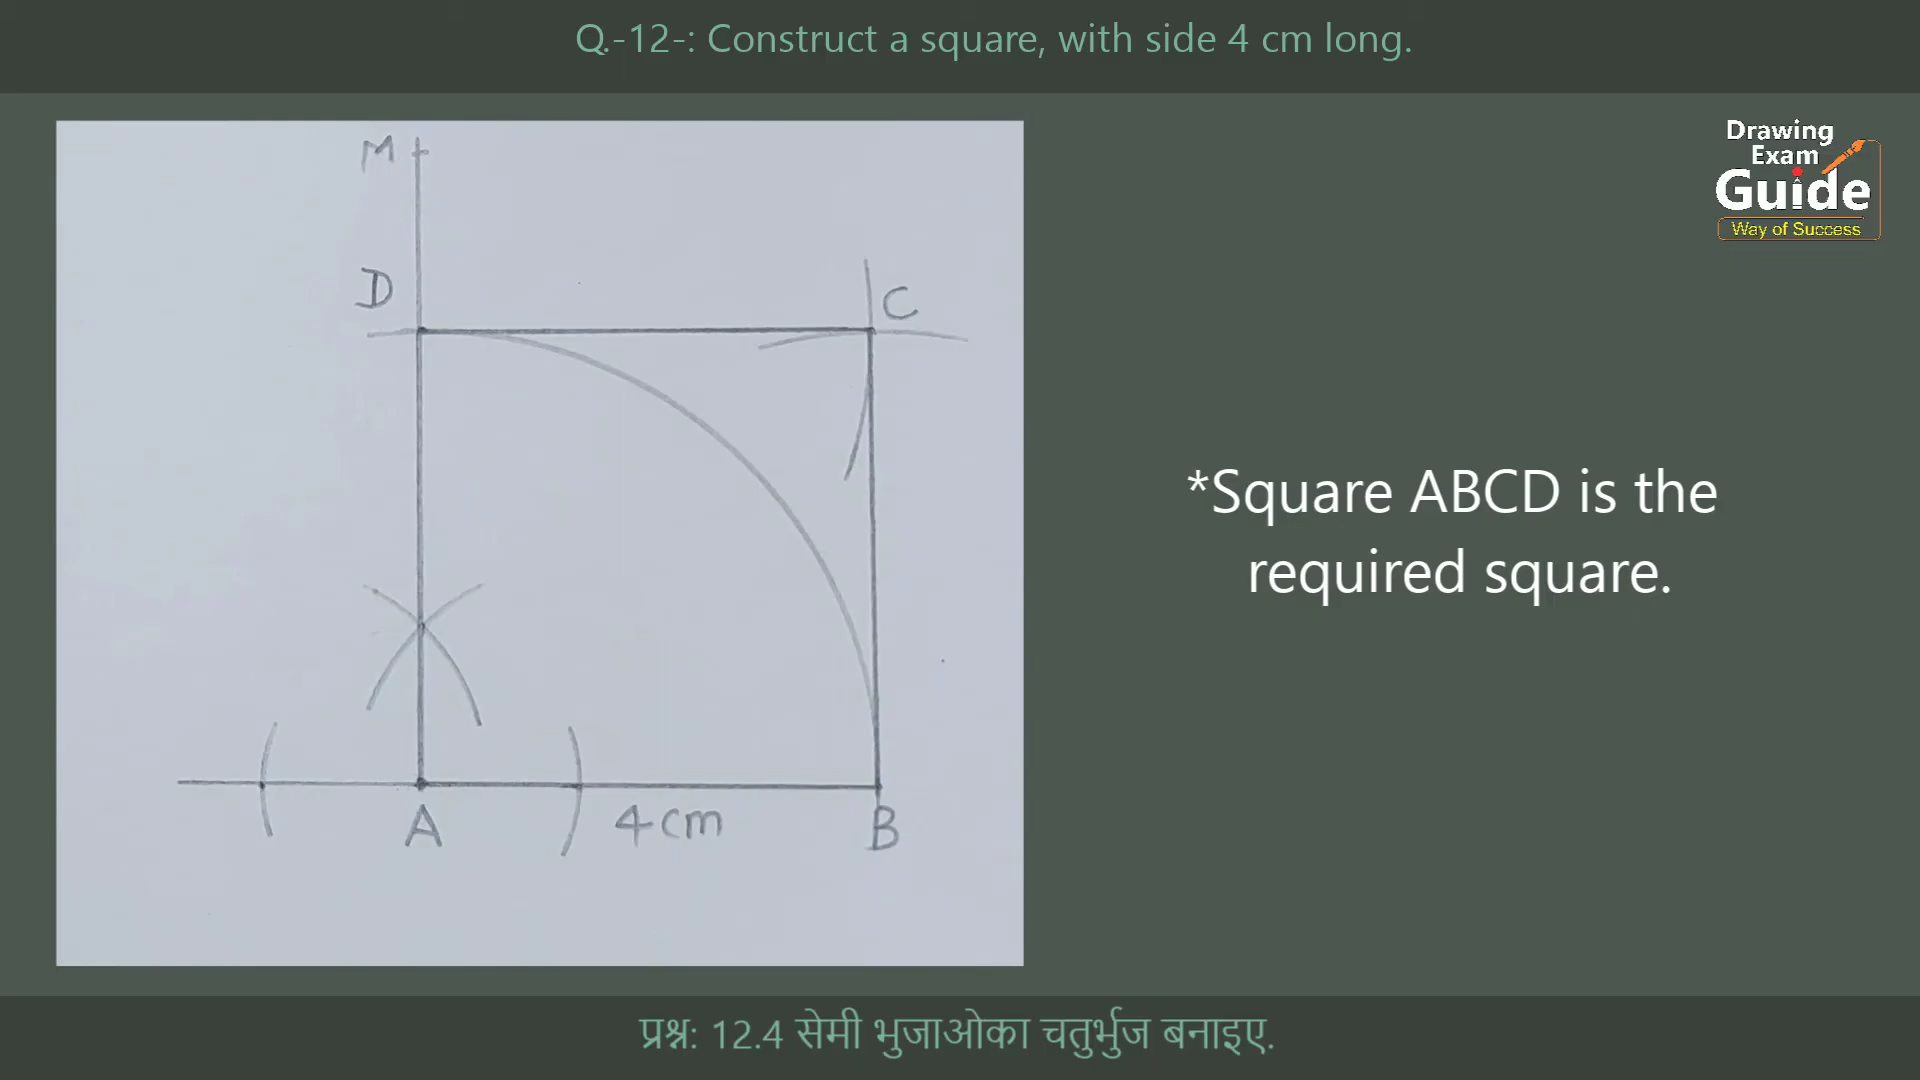 Q.-12-: Construct a square, with side 4 cm long.
Drawing
Exam
Guide
Way of Success
M
D
C
*Square ABCD is the
required square.
A
4cm
B
प्रश्न: 12.4 सेमी भुजाओका चतुर्भुज बनाइए.